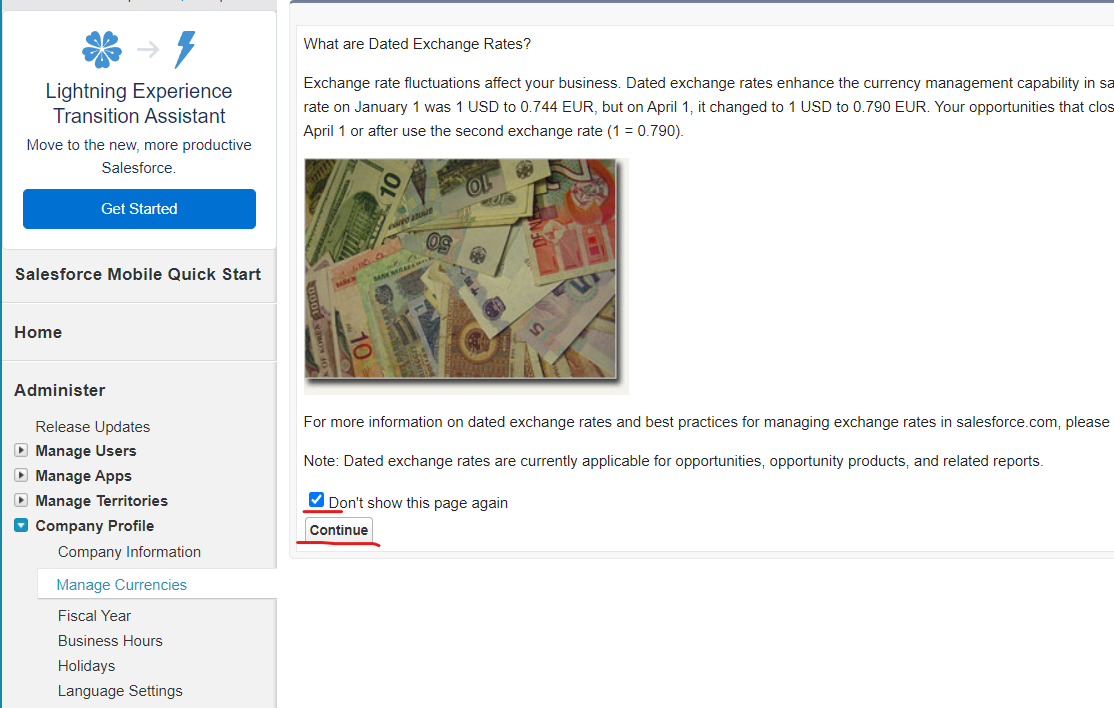 Lightning Experience
Transition Assistant
Move to the new, more productive
Salesforce.
Get Started
Salesforce Mobile Quick Start
Home
Administer
Release Updates
Manage Users
Manage Apps
Manage Territories
Company Profile
Company Information
Manage Currencies
Fiscal Year
Business Hours
Holidays
Language Settings
What are Dated Exchange Rates?
Exchange rate fluctuations affect your business. Dated exchange rates enhance the currency management capability in sa
rate on January 1 was 1 USD to 0.744 EUR, but on April 1, it changed to 1 USD to 0.790 EUR. Your opportunities that clos
April 1 or after use the second exchange rate (1 = 0.790).
10
10
50
10
5
For more information on dated exchange rates and best practices for managing exchange rates in salesforce.com, please
Note: Dated exchange rates are currently applicable for opportunities, opportunity products, and related reports.
Don't show this page again
Continue